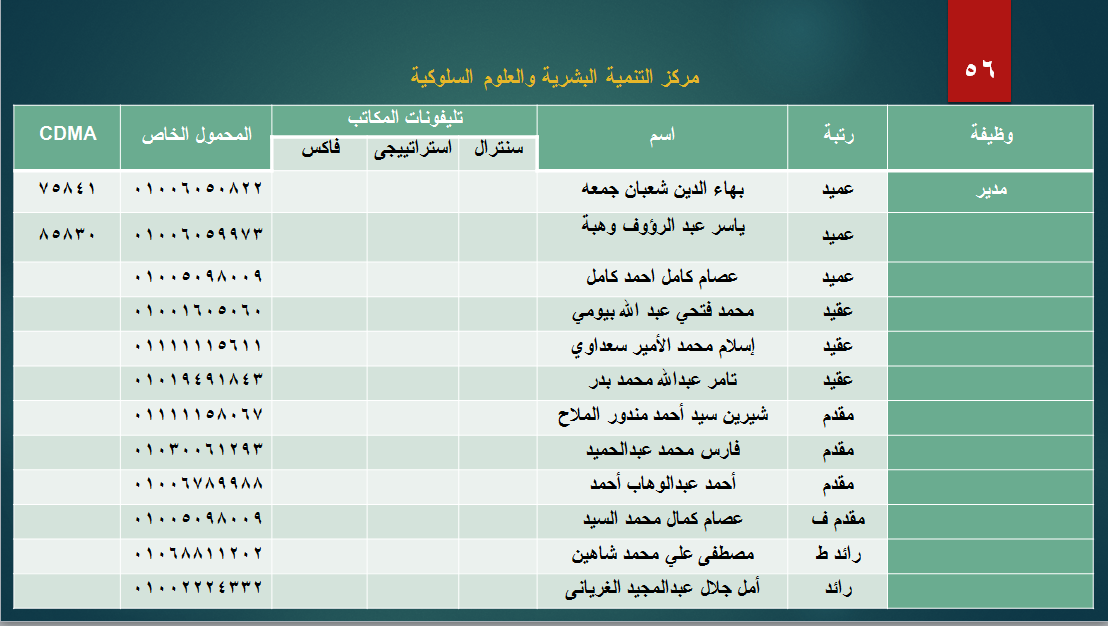 ٥٦
مركز التنمية البشرية والعلوم السلوكية
وظيفة رتبة اسم تليفونات المكاتب المحمول الخاص CDMA
سنترال استراتييجى فاكس
مدير عميد بهاء الدين شعبان جمعه ٠١٠٠٦٠٥٠٨٢٢ ٧٥٨٤١
عميد ياسر عبد الرؤوف وهبة ٠١٠٠٦٠٥٩٩٧٣ ٨٥٨٣٠
عميد عصام كامل احمد كامل ٠١٠٠٥٠٩٨٠٠٩
عقيد محمد فتحي عبد الله بيومي ٠١٠٠١٦٠٥٠٦٠
عقيد إسلام محمد الأمير سعداوي ٠١١١١١١٥٦١١
عقيد تامر عبدالله محمد بدر ٠١٠١٩٤٩١٨٤٣
مقدم شيرين سيد أحمد مندور الملاح ٠١١١١١٥٨٠٦٧
مقدم فارس محمد عبدالحميد ٠١٠٣٠٠٦١٢٩٣
مقدم أحمد عبدالوهاب أحمد ٠١٠٠٦٧٨٩٩٨٨
مقدم ف عصام كمال محمد السيد ٠١٠٠٥٠٩٨٠٠٩
رائد ط مصطفى علي محمد شاهين ٠١٠٦٨٨١١٢٠٢
رائد أمل جلال عبدالمجيد الغريانى ٠١٠٠٢٢٢٤٣٣٢